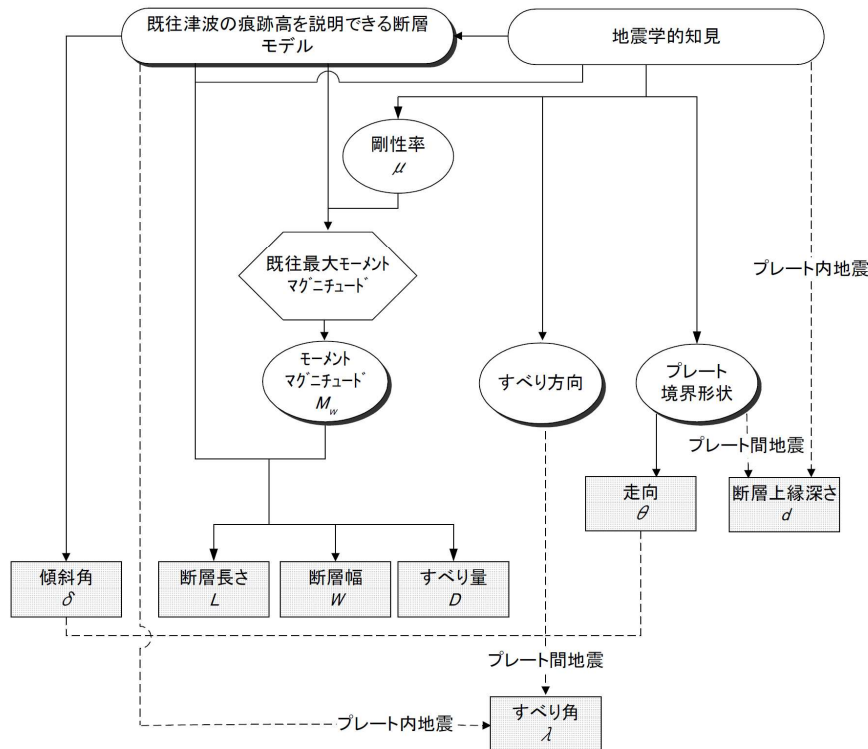 既往津波の痕跡高を説明できる断層
モデル
地震学的知見
剛性率
μ
既往最大モーメント
マグニチュード
プレート内地震
モーメント
マグニチュード
Mw
すべり方向
プレート
境界形状
プレート間地震
走向
θ
断層上縁深さ
d
傾斜角
δ
断層長さ
L
断層幅
W
すべり量
D
プレート間地震
プレート内地震
すべり角
λ